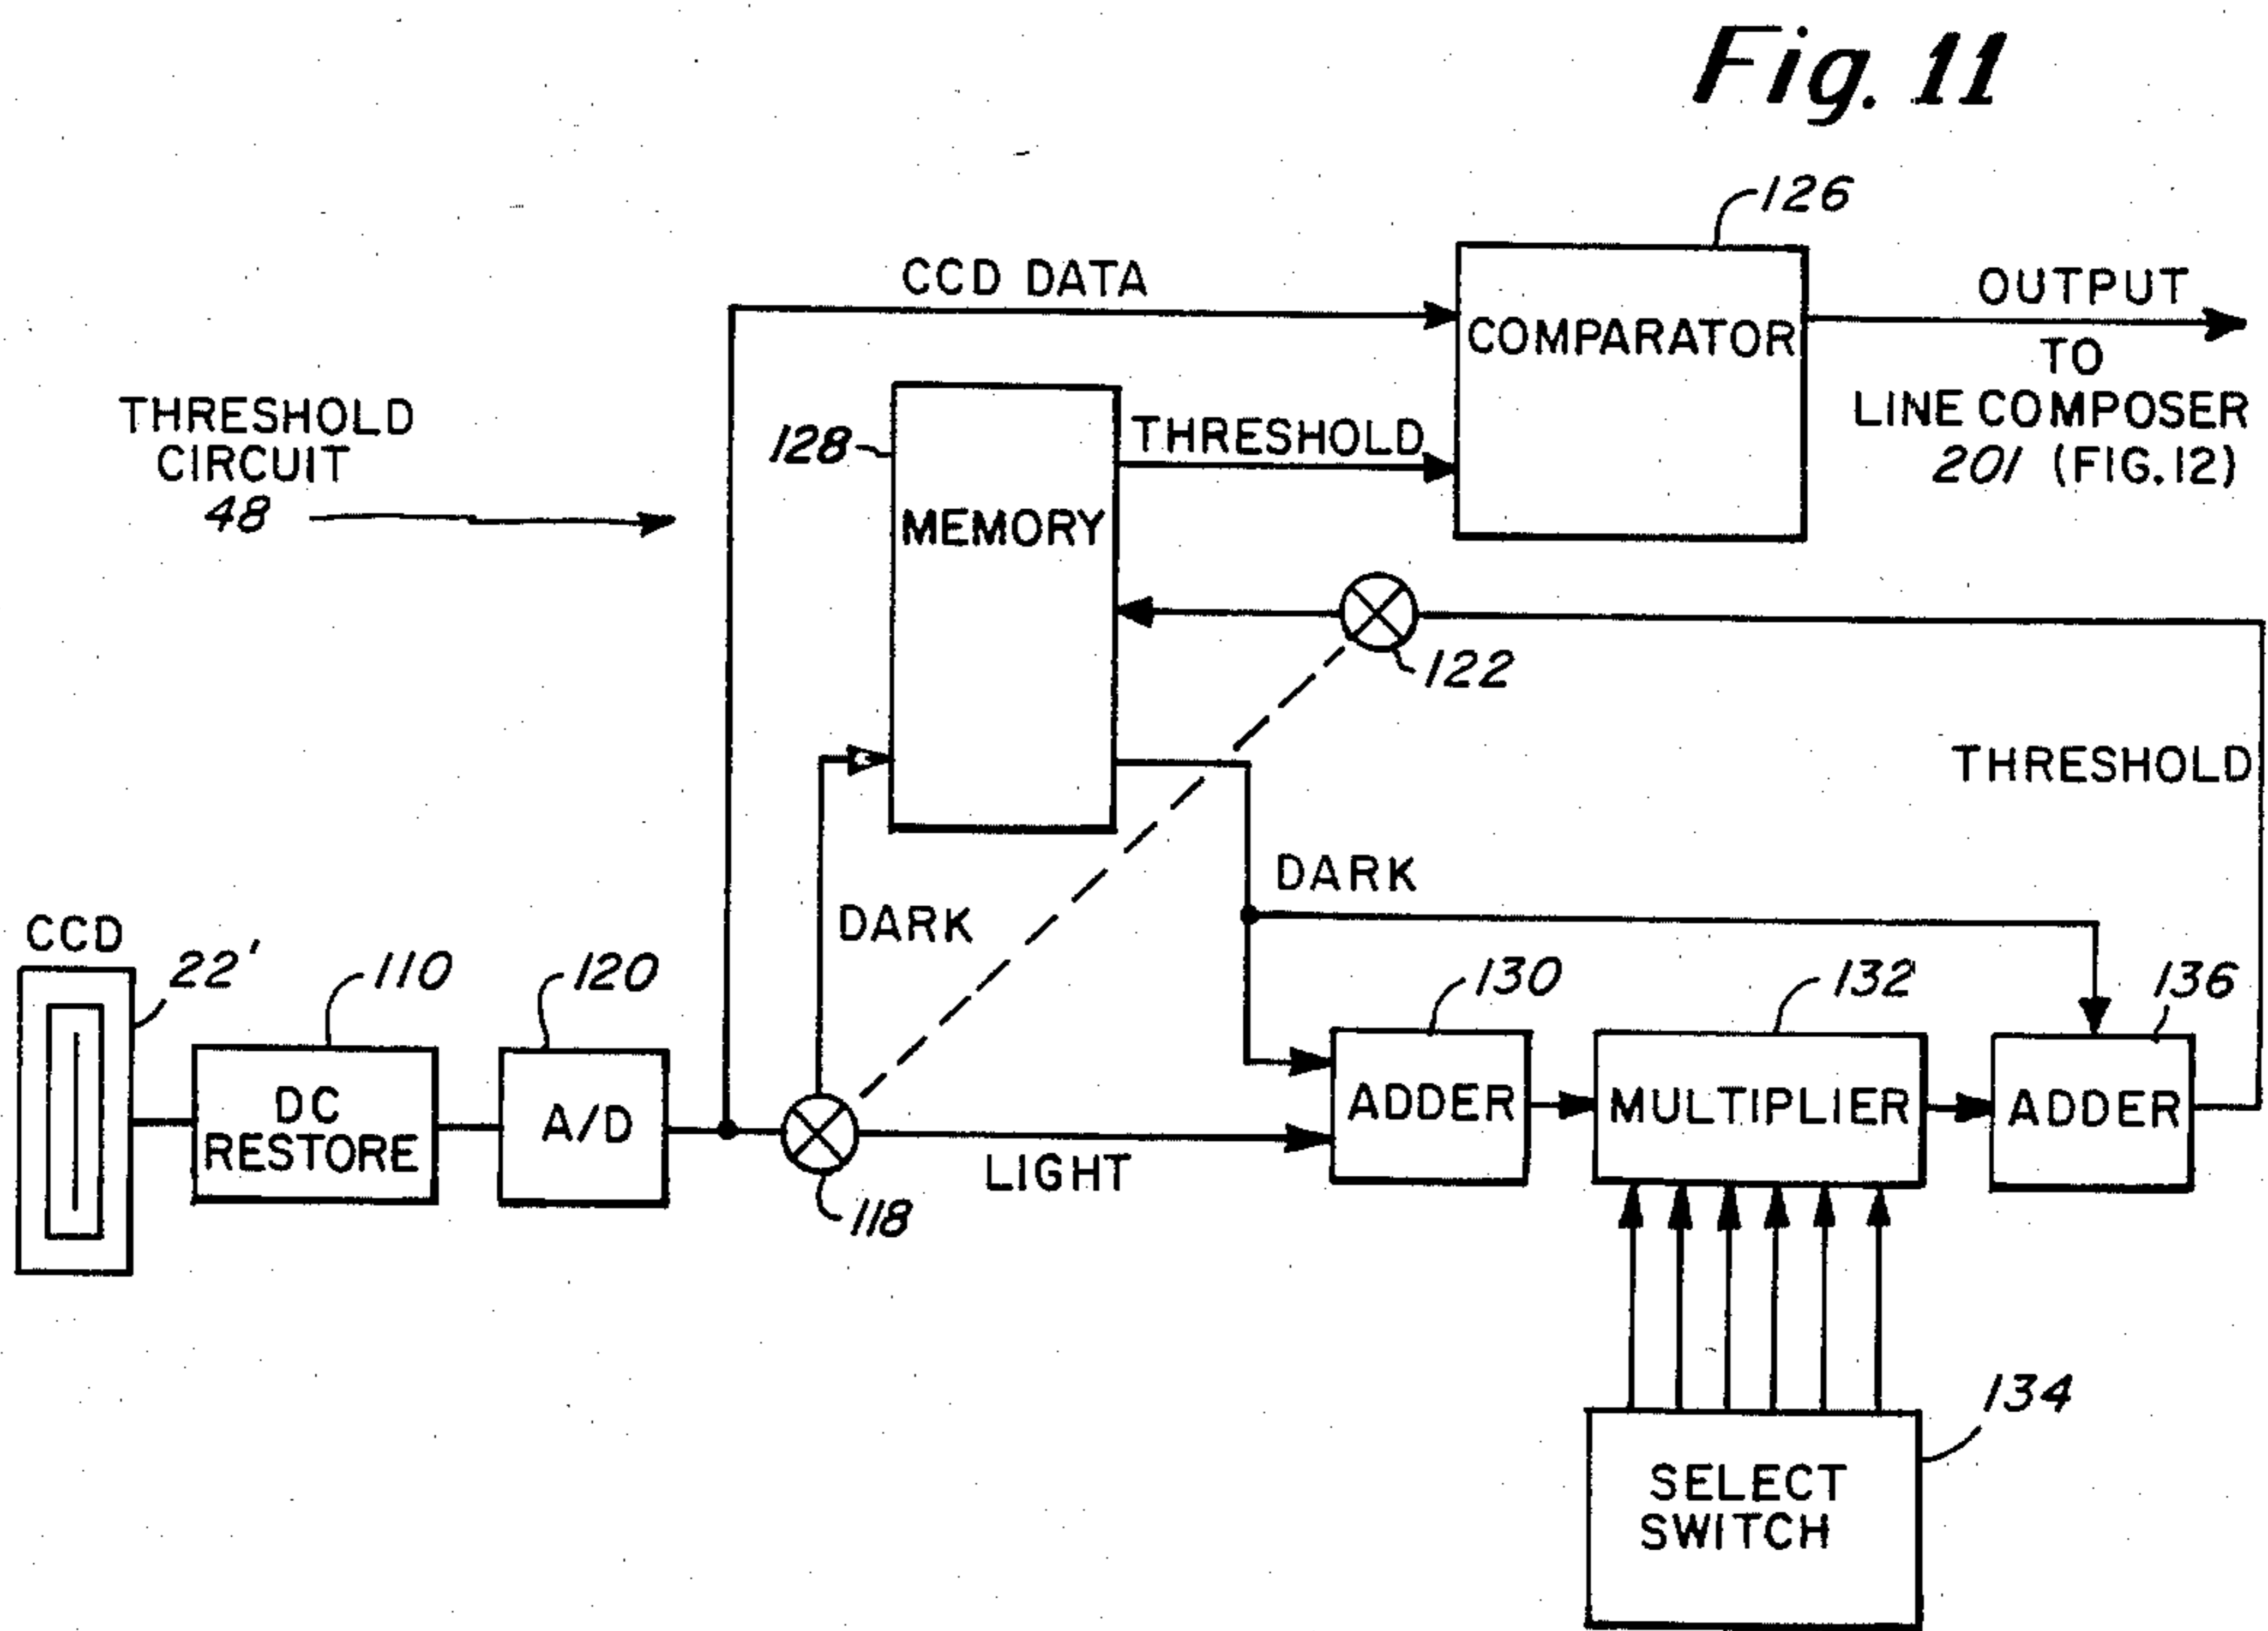 Fig. 11
126
CCD DATA
COMPARATOR
OUTPUT
TO
LINE COMPOSER
201 (FIG.12)
THRESHOLD
CIRCUIT
48
128
THRESHOLD
MEMORY
122
THRESHOLD
DARK
DARK
CCD
22'
110
120
130
132
136
DC
RESTORE
A/D
ADDER
MULTIPLIER
ADDER
LIGHT
118
134
SELECT
SWITCH